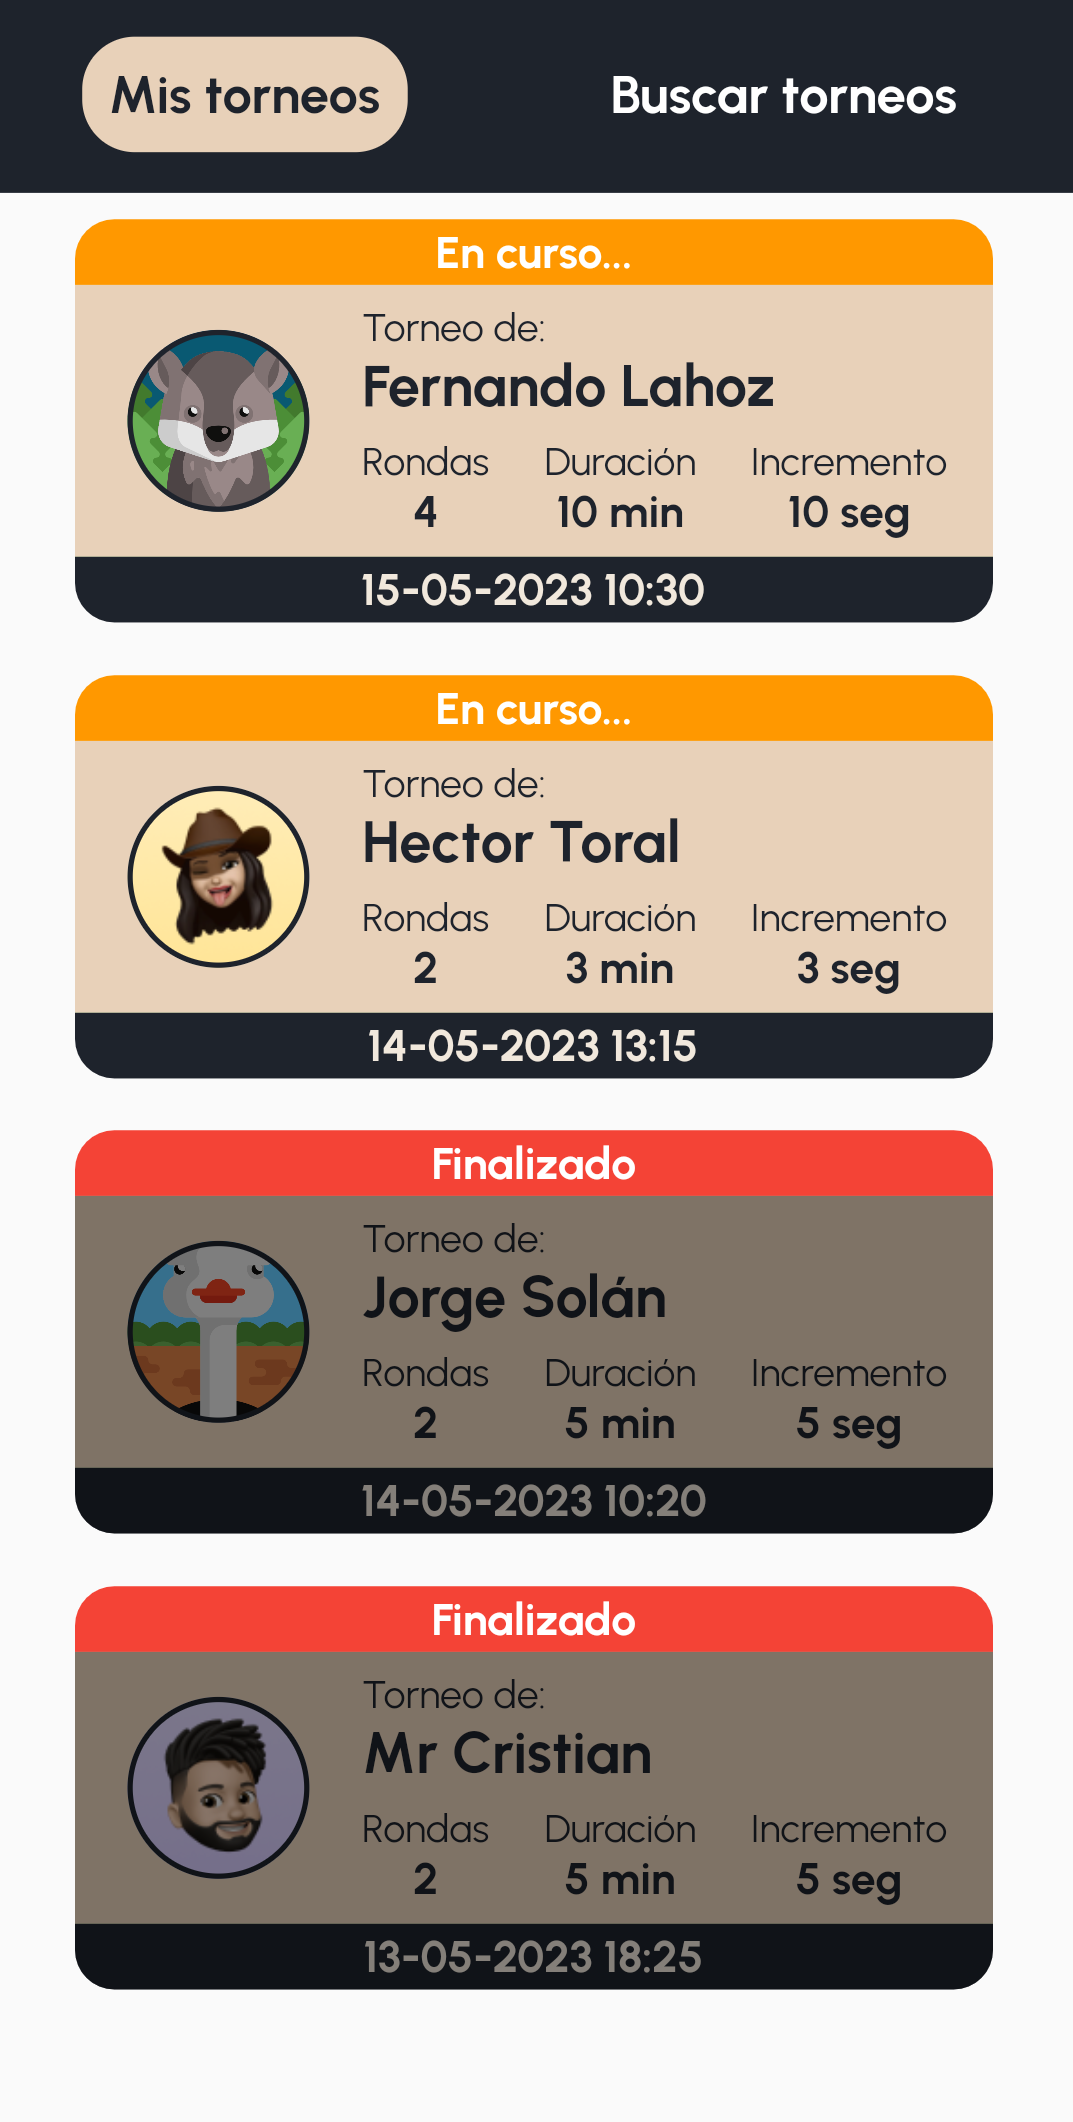 Mis torneos Buscar torneos
En curso...
Torneo de:
Fernando Lahoz
Rondas Duración Incremento
4 10 min 10 seg
15-05-2023 10:30
En curso...
Torneo de:
Hector Toral
Rondas Duración Incremento
2 3 min 3 seg
14-05-2023 13:15
Finalizado
Torneo de:
Jorge Solán
Rondas Duración Incremento
2 5 min 5 seg
14-05-2023 10:20
Finalizado
Torneo de:
Mr Cristian
Rondas Duración Incremento
2 5 min 5 seg
13-05-2023 18:25